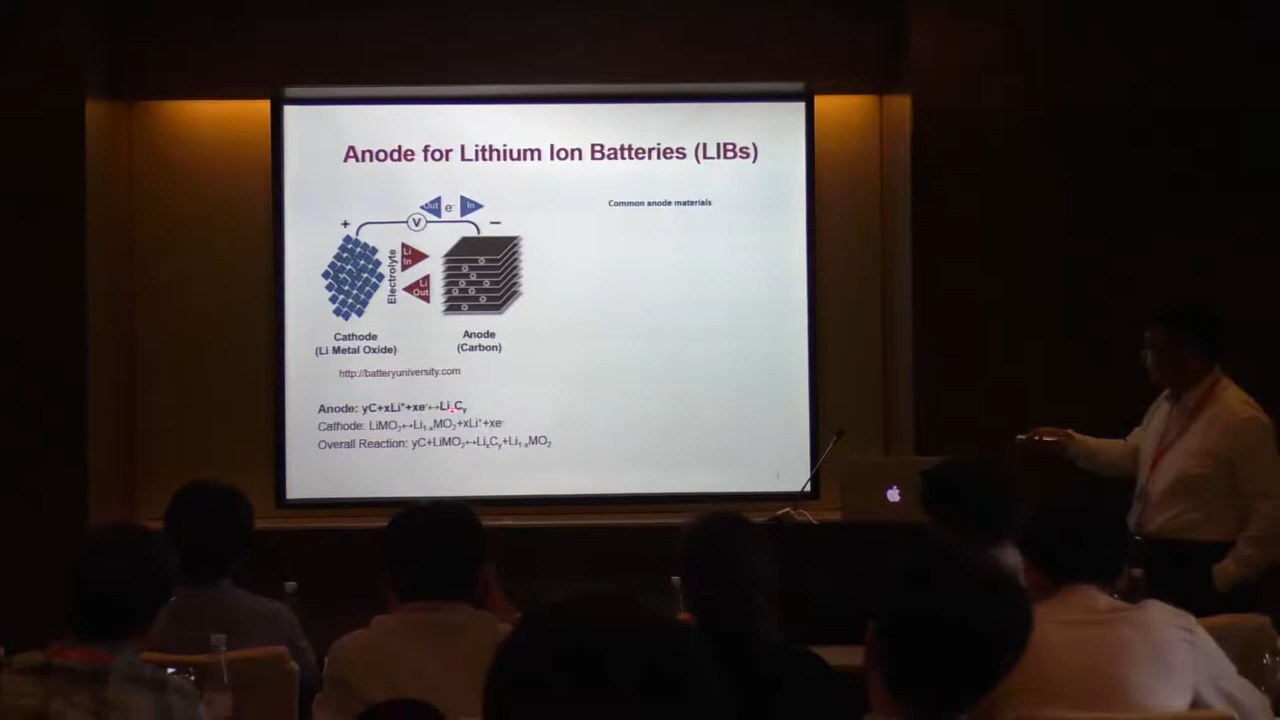 Anode for Lithium Ion Batteries (LIBs)
Out e- In
Common anode materials
+ V −
Electrolyte
Li
In
Li
Out
Cathode
(Li Metal Oxide)
Anode
(Carbon)
http://batteryuniversity.com
Anode: yC+xLi⁺+xe⁻↔LiₓCᵧ
Cathode: LiMO₂↔Li₁₋ₓMO₂+xLi⁺+xe⁻
Overall Reaction: yC+LiMO₂↔LiₓCᵧ+Li₁₋ₓMO₂